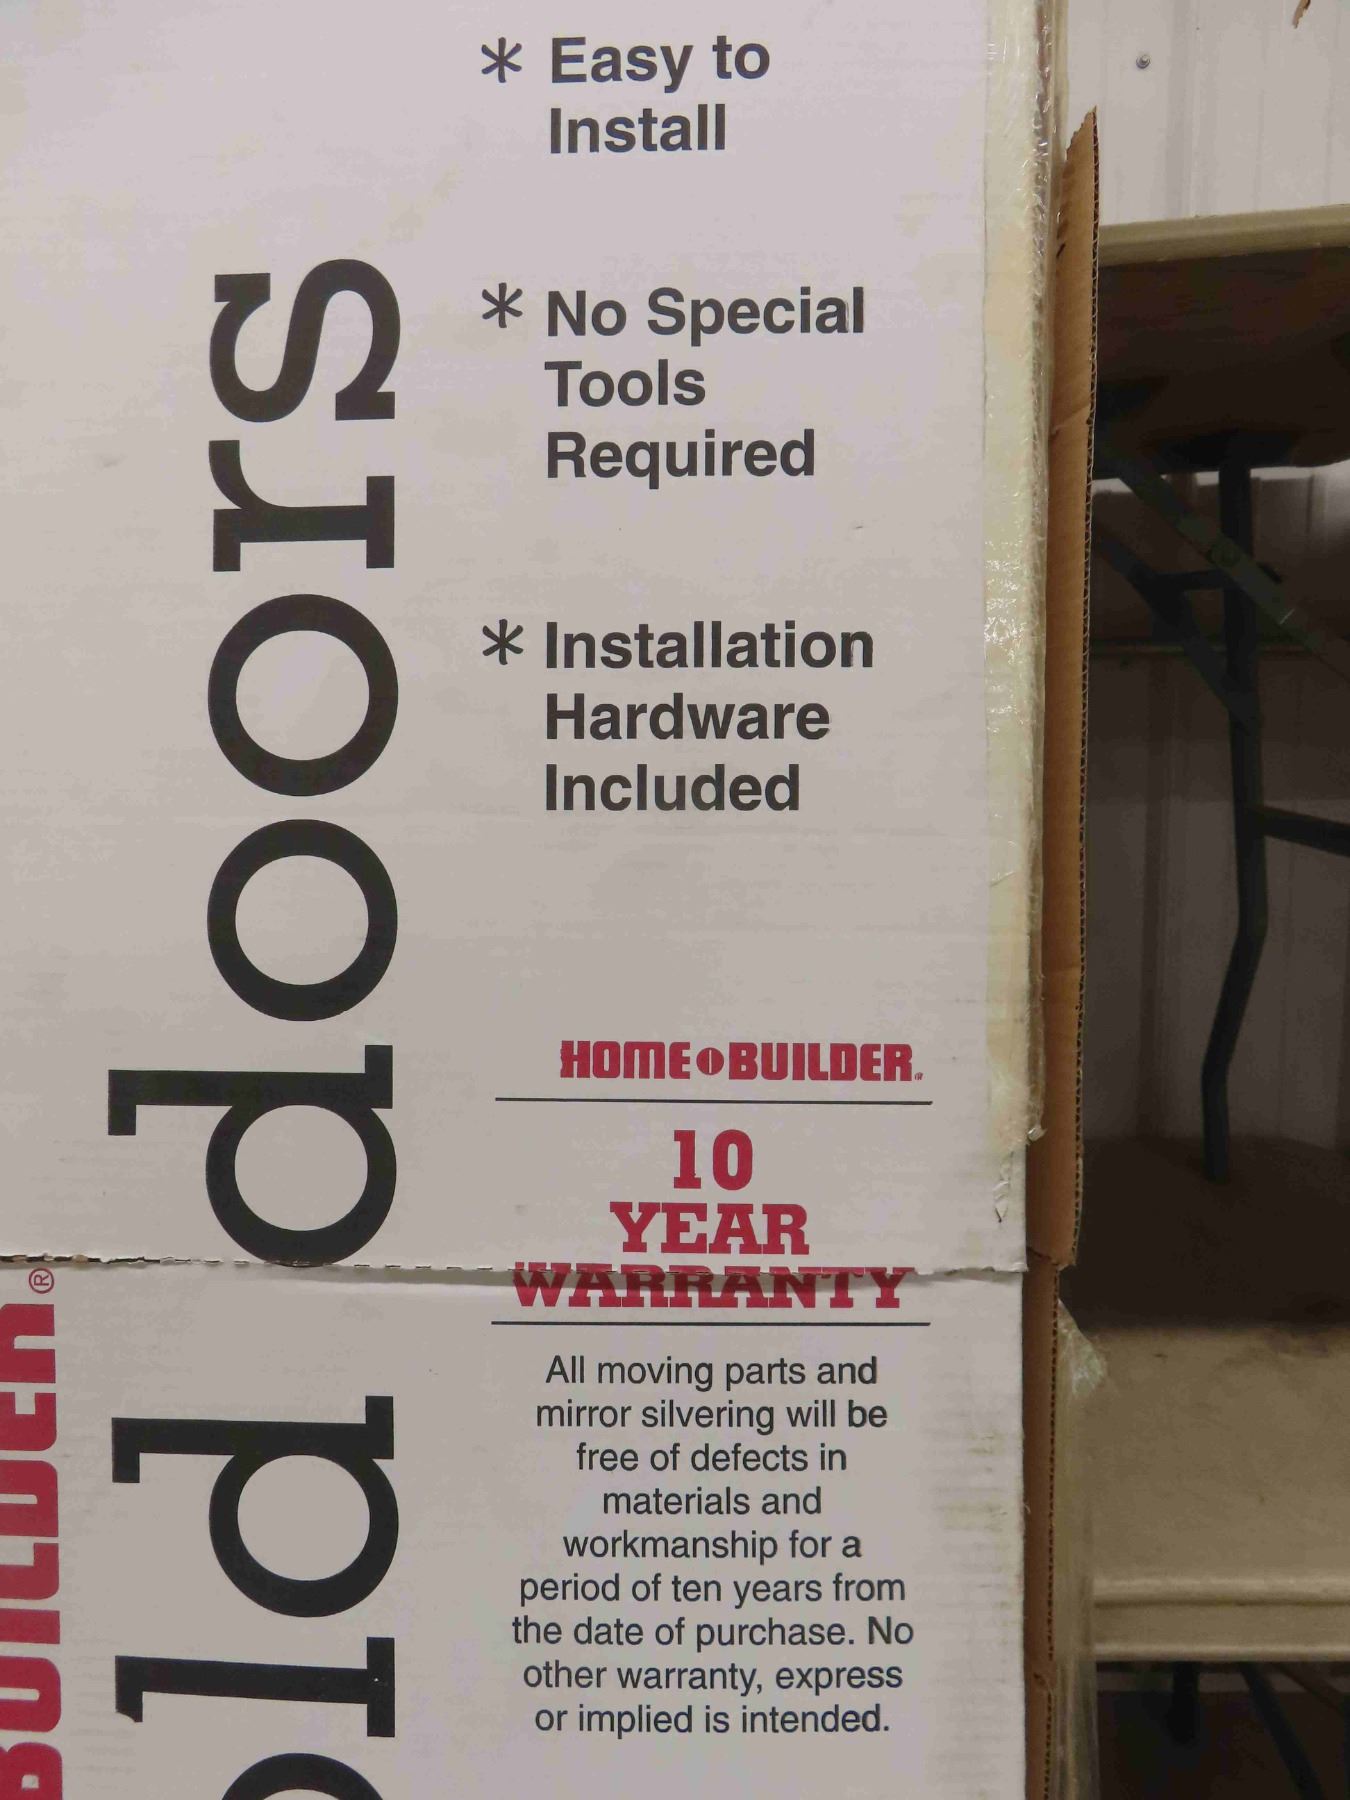 * Easy to
Install
* No Special
Tools
Required
* Installation
Hardware
Included
HOME BUILDER®
10
YEAR
WARRANTY
All moving parts and
mirror silvering will be
free of defects in
materials and
workmanship for a
period of ten years from
the date of purchase. No
other warranty, express
or implied is intended.
old doors
BUILDER®